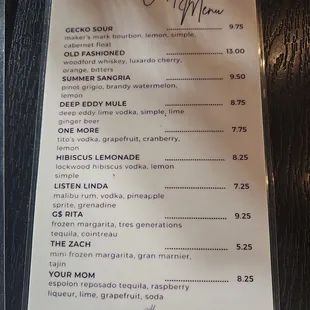 Menu
GECKO SOUR 9.75
maker's mark bourbon, lemon, simple,
cabernet float
OLD FASHIONED 13.00
woodford whiskey, luxardo cherry,
orange, bitters
SUMMER SANGRIA 9.50
pinot grigio, brandy watermelon,
lemon
DEEP EDDY MULE 8.75
deep eddy lime vodka, simple, lime
ginger beer
ONE MORE 7.75
tito's vodka, grapefruit, cranberry,
lemon
HIBISCUS LEMONADE 8.25
lockwood hibiscus vodka, lemon
simple
LISTEN LINDA 7.25
malibu rum, vodka, pineapple
sprite, grenadine
G$ RITA 9.25
frozen margarita, tres generations
tequila, cointreau
THE ZACH 5.25
mini frozen margarita, gran marnier,
tajin
YOUR MOM 8.25
espolon reposado tequila, raspberry
liqueur, lime, grapefruit, soda